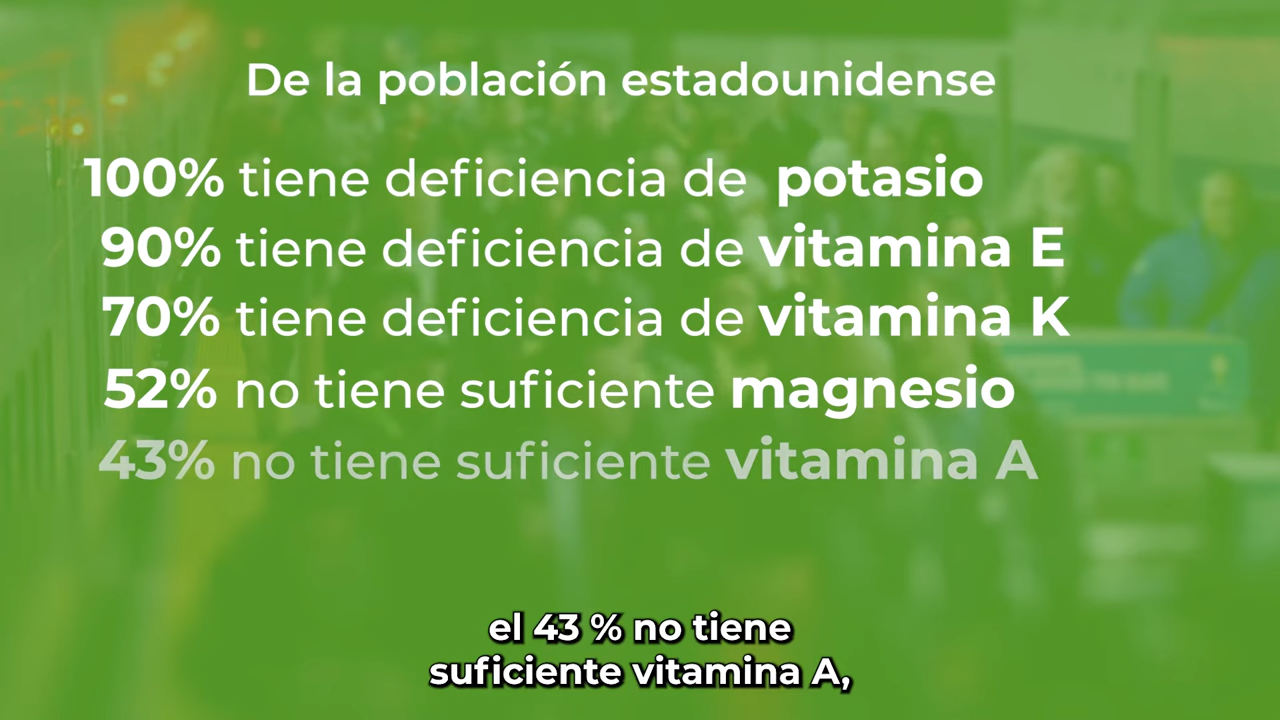 De la población estadounidense
100% tiene deficiencia de potasio
90% tiene deficiencia de vitamina E
70% tiene deficiencia de vitamina K
52% no tiene suficiente magnesio
43% no tiene suficiente vitamina A
el 43 % no tiene
suficiente vitamina A,